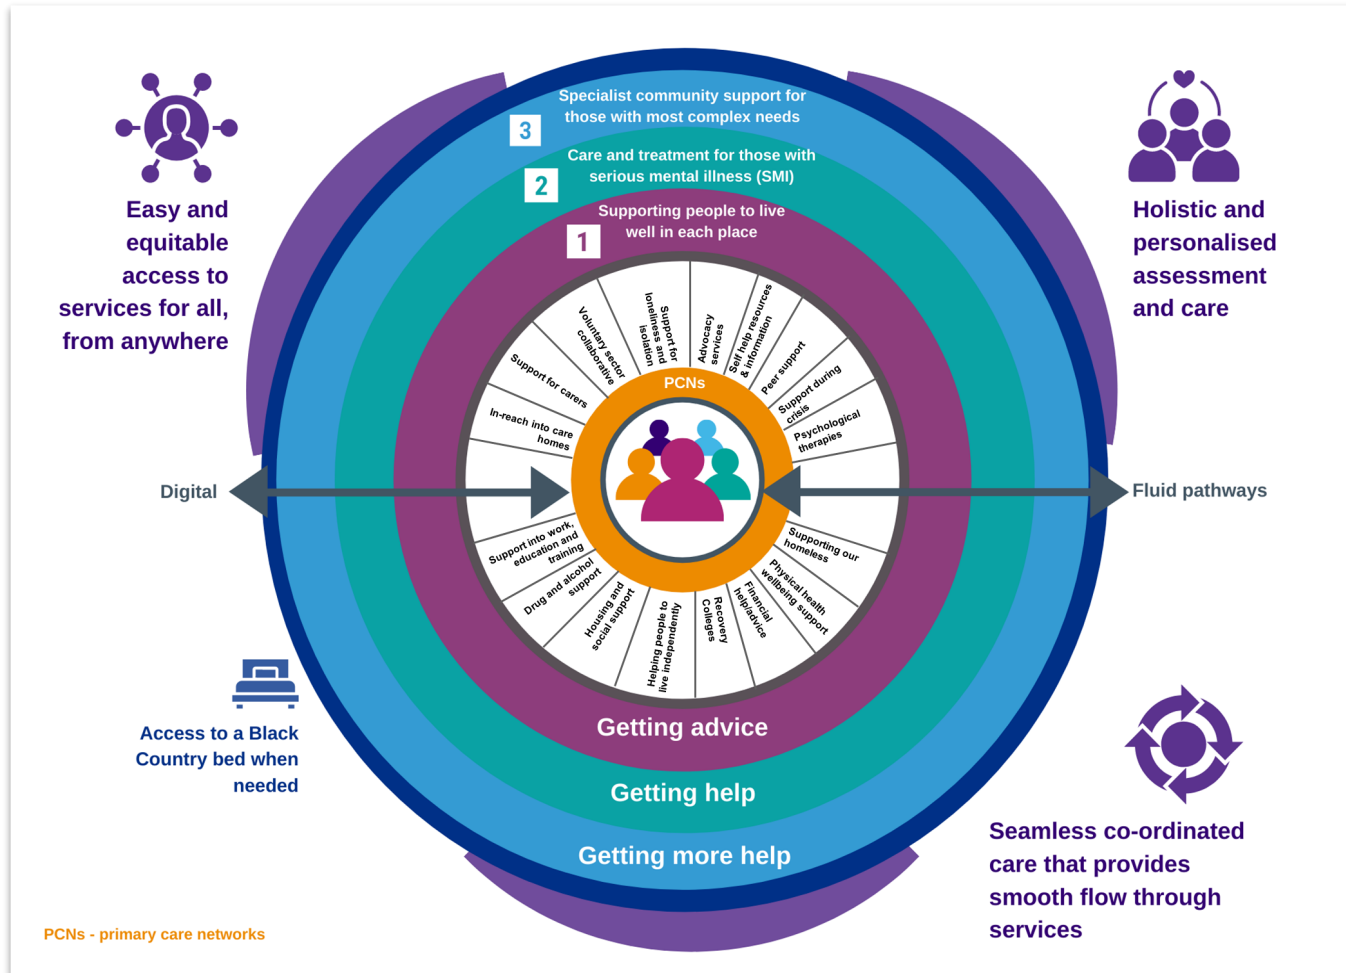 Specialist community support for
those with most complex needs
3
Care and treatment for those with
serious mental illness (SMI)
2
Supporting people to live
well in each place
1
Easy and
equitable
access to
services for all,
from anywhere
Holistic and
personalised
assessment
and care
In-reach into care
homes
Support for carers
Voluntary sector
collaborative
Support for
loneliness and
isolation
Advocacy
services
Self help resources
& information
Peer support
Support during
crisis
Psychological
therapies
PCNs
Digital
Fluid pathways
Support into work,
education and
training
Drug and alcohol
support
Housing and
social support
Helping people to
live independently
Recovery
Colleges
Financial
help/advice
Physical health
wellbeing support
Supporting our
homeless
Getting advice
Getting help
Getting more help
Access to a Black
Country bed when
needed
Seamless co-ordinated
care that provides
smooth flow through
services
PCNs - primary care networks